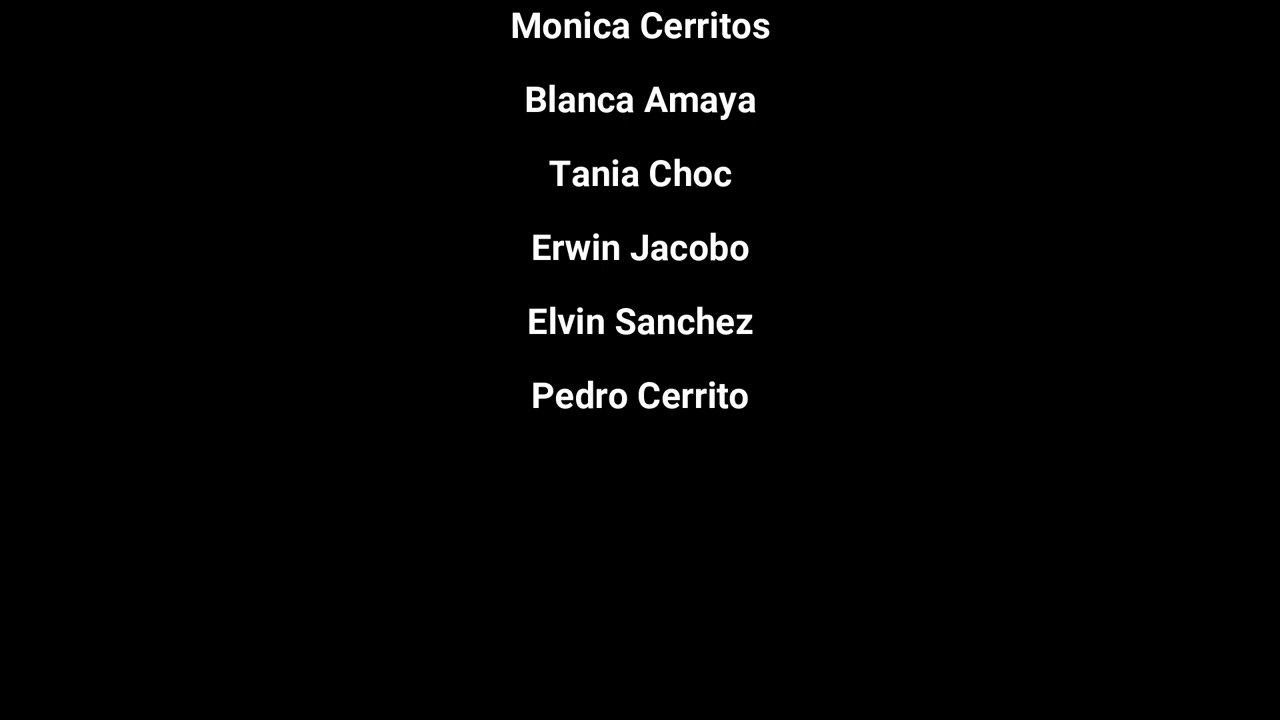 Monica Cerritos
Blanca Amaya
Tania Choc
Erwin Jacobo
Elvin Sanchez
Pedro Cerrito